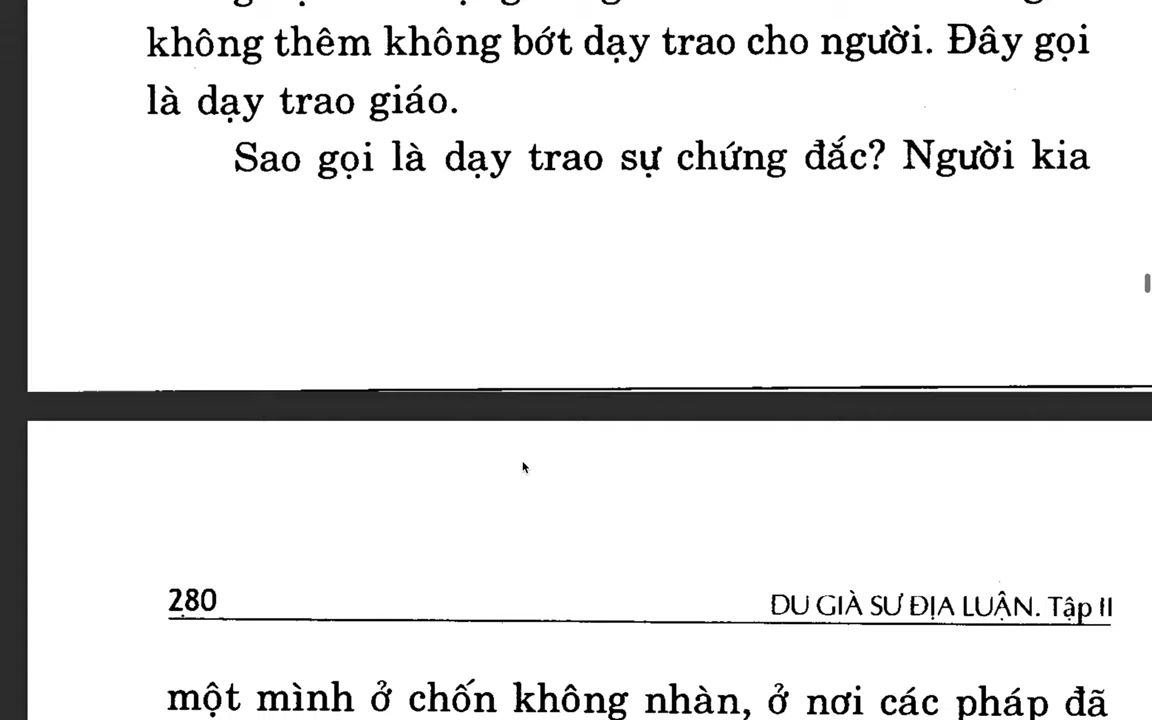 không thêm không bớt dạy trao cho người. Đây gọi
là dạy trao giáo.
Sao gọi là dạy trao sự chứng đắc? Người kia
280 DU GIÀ SƯ ĐỊA LUẬN. Tập II
một mình ở chốn không nhàn, ở nơi các pháp đã